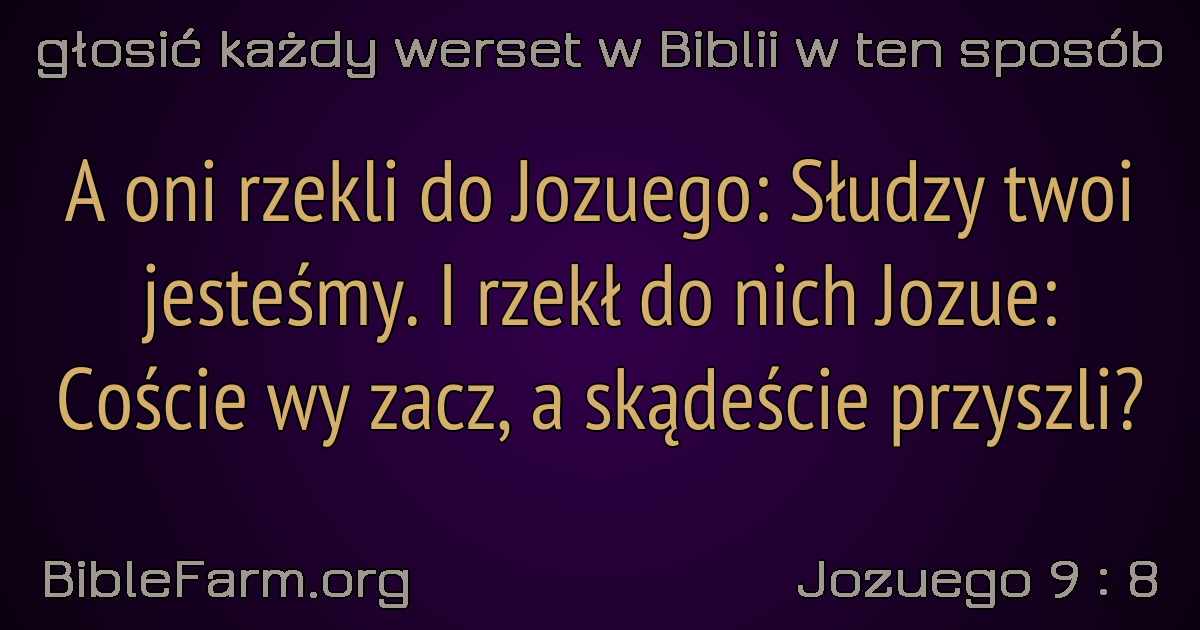 głosić każdy werset w Biblii w ten sposób
A oni rzekli do Jozuego: Słudzy twoi
jesteśmy. I rzekł do nich Jozue:
Coście wy zacz, a skądeście przyszli?
BibleFarm.org
Jozuego 9 : 8